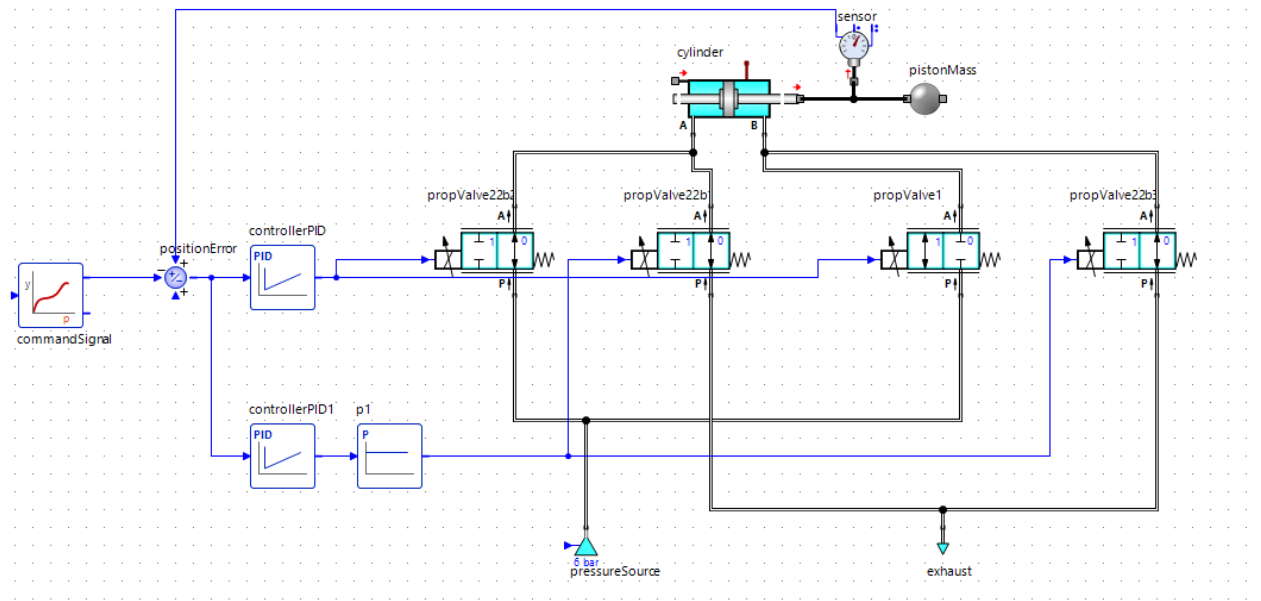 sensor
cylinder
pistonMass
A
B
propValve22b2
propValve22b
propValve1
propValve22b3
A
A
A
A
1
0
1
0
1
0
1
0
P
P
P
P
controllerPID
positionError
PID
y
p
commandSignal
controllerPID1
p1
PID
P
6 bar
pressureSource
exhaust